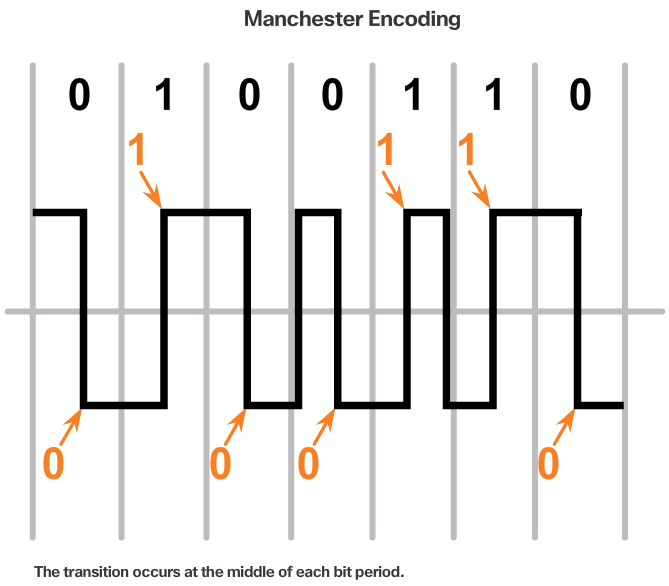 Manchester Encoding
0 1 0 0 1 1 0
1 1 1
0 0 0 0
The transition occurs at the middle of each bit period.